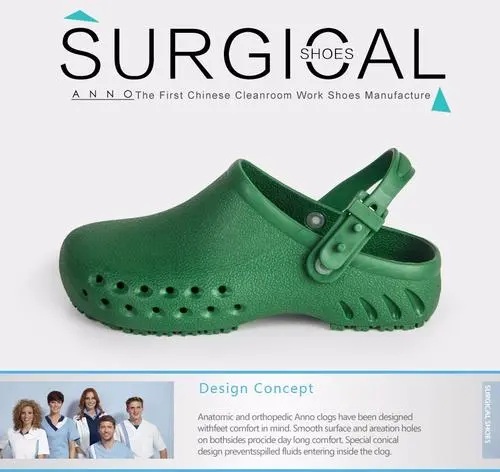 SURGICAL
SHOES
ANNO The First Chinese Cleanroom Work Shoes Manufacture
Design Concept
Anatomic and orthopedic Anno clogs have been designed
withfeet comfort in mind. Smooth surface and areation holes
on bothsides procide day long comfort. Special conical
design preventsspilled fluids entering inside the clog.
SURGICAL SHOES